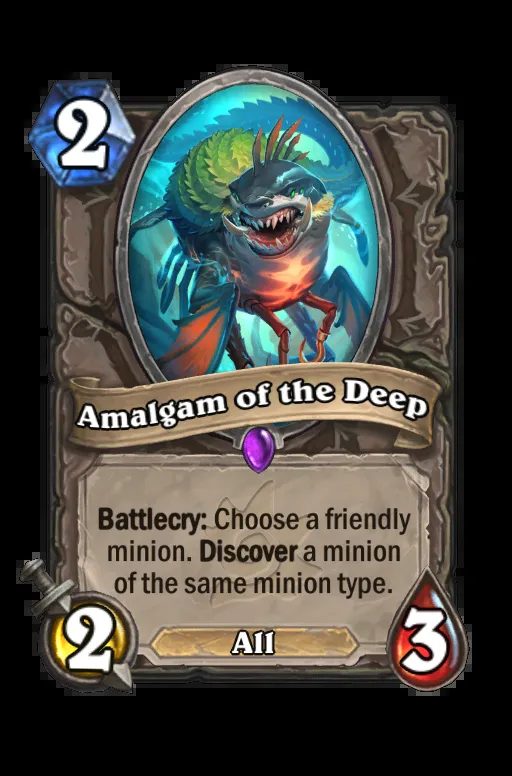 2
Amalgam of the Deep
Battlecry: Choose a friendly
minion. Discover a minion
of the same minion type.
2
All
3